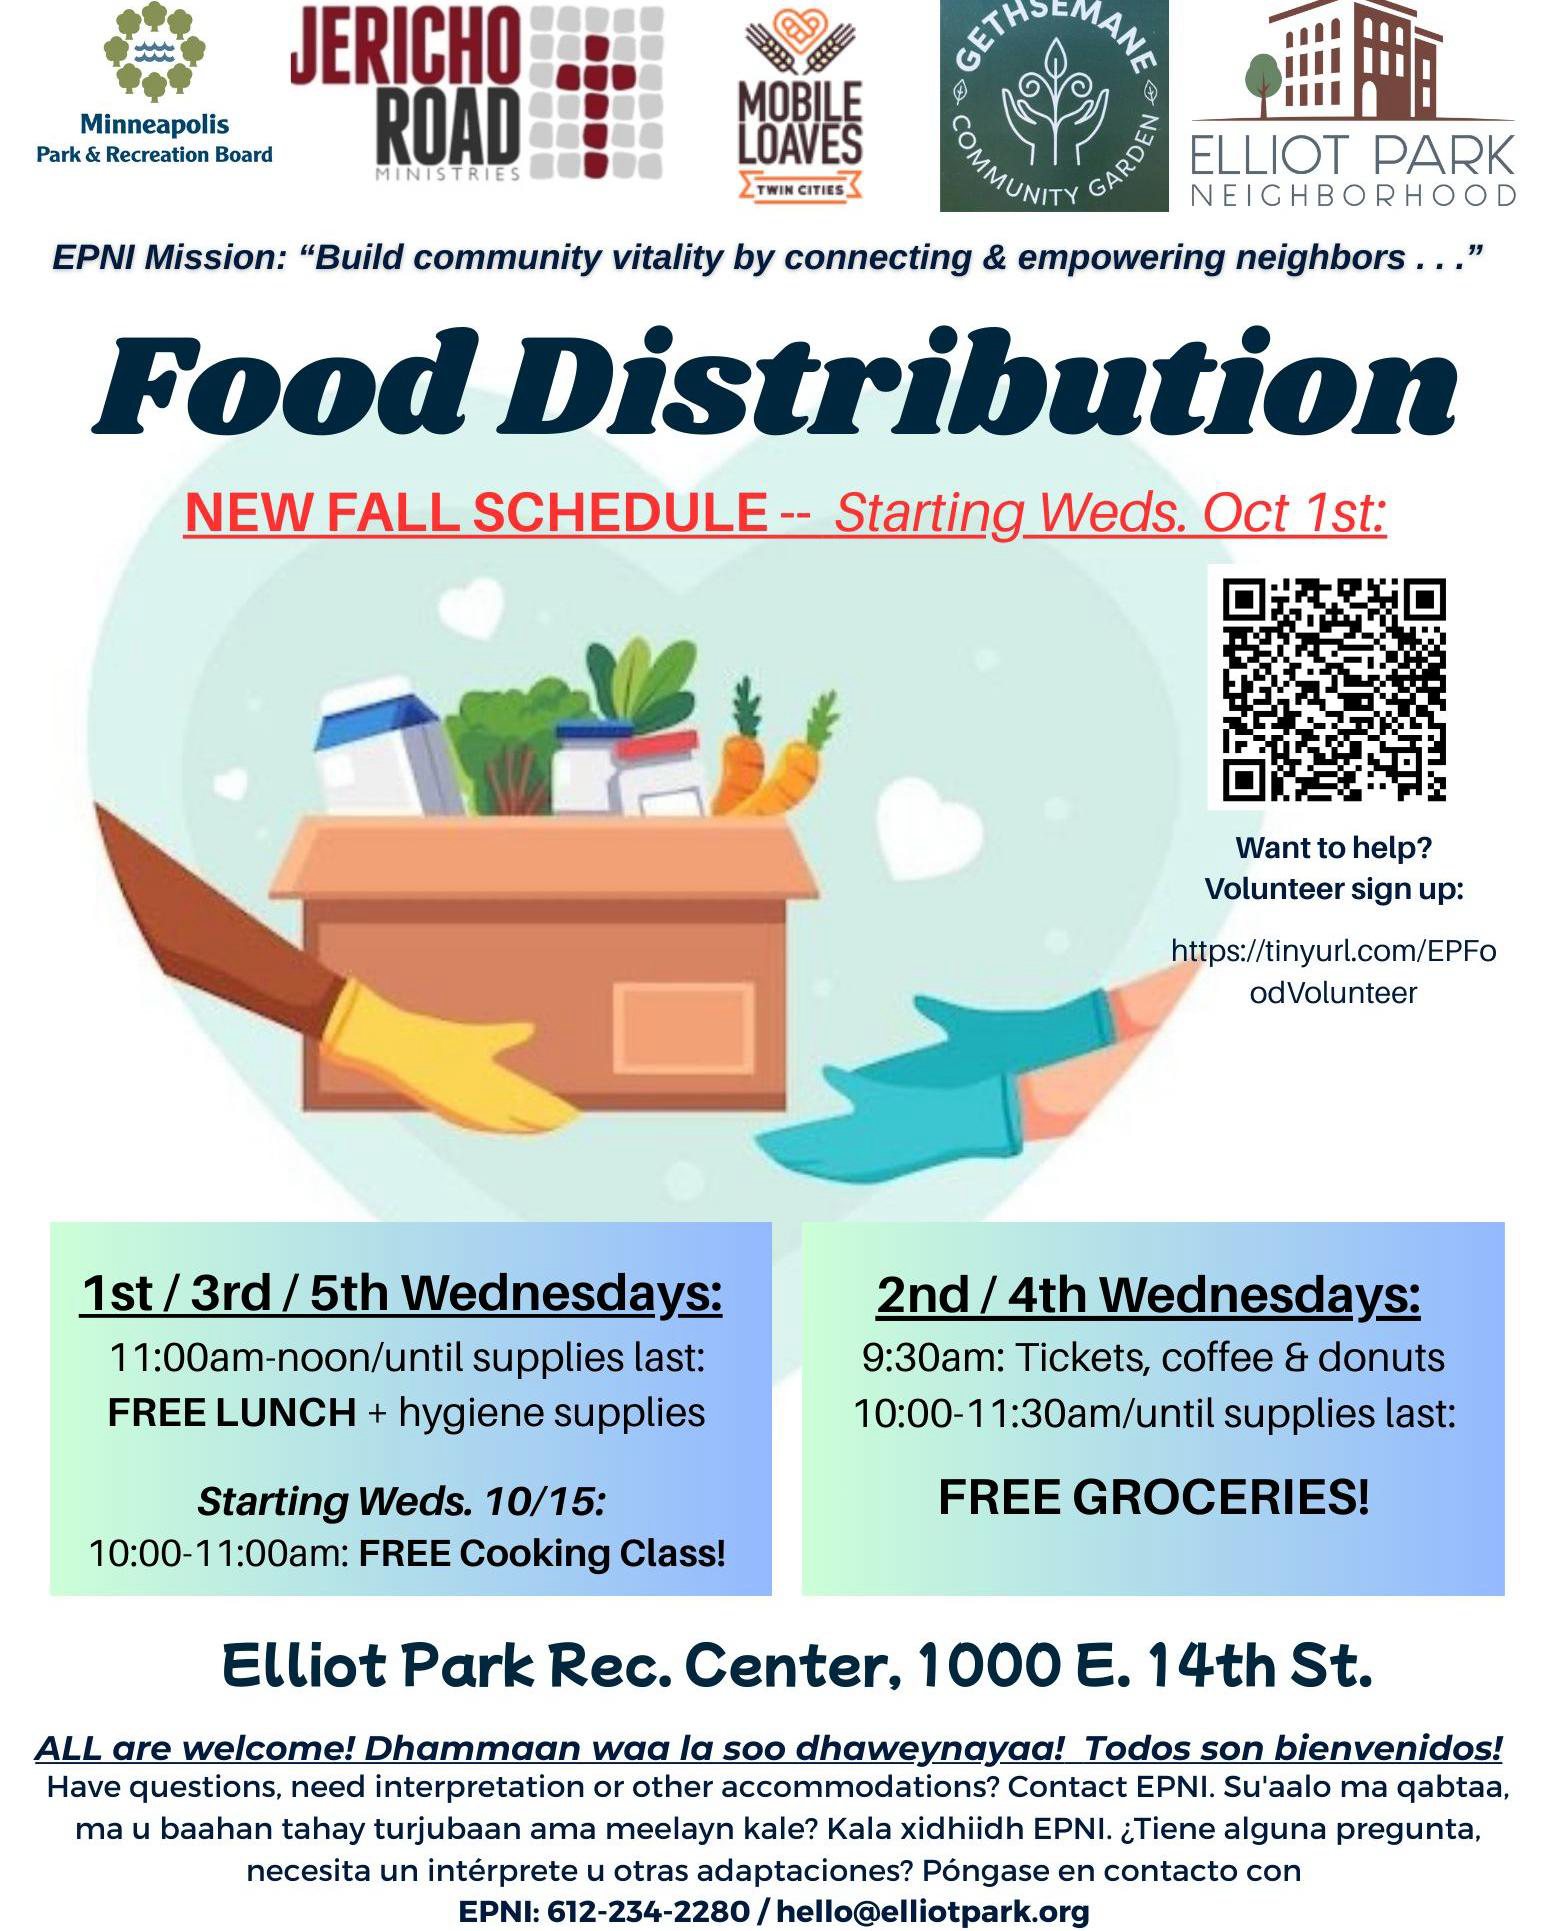 Minneapolis
Park & Recreation Board
JERICHO
ROAD
MINISTRIES
MOBILE
LOAVES
TWIN CITIES
GETHSEMANE
COMMUNITY GARDEN
ELLIOT PARK
NEIGHBORHOOD
EPNI Mission: “Build community vitality by connecting & empowering neighbors . . .”
Food Distribution
NEW FALL SCHEDULE -- Starting Weds. Oct 1st:
Want to help?
Volunteer sign up:
https://tinyurl.com/EPFo
odVolunteer
1st / 3rd / 5th Wednesdays:
11:00am-noon/until supplies last:
FREE LUNCH + hygiene supplies
Starting Weds. 10/15:
10:00-11:00am: FREE Cooking Class!
2nd / 4th Wednesdays:
9:30am: Tickets, coffee & donuts
10:00-11:30am/until supplies last:
FREE GROCERIES!
Elliot Park Rec. Center, 1000 E. 14th St.
ALL are welcome! Dhammaan waa la soo dhaweynayaa! Todos son bienvenidos!
Have questions, need interpretation or other accommodations? Contact EPNI. Su'aalo ma qabtaa,
ma u baahan tahay turjubaan ama meelayn kale? Kala xidhiidh EPNI. ¿Tiene alguna pregunta,
necesita un intérprete u otras adaptaciones? Póngase en contacto con
EPNI: 612-234-2280 / hello@elliotpark.org